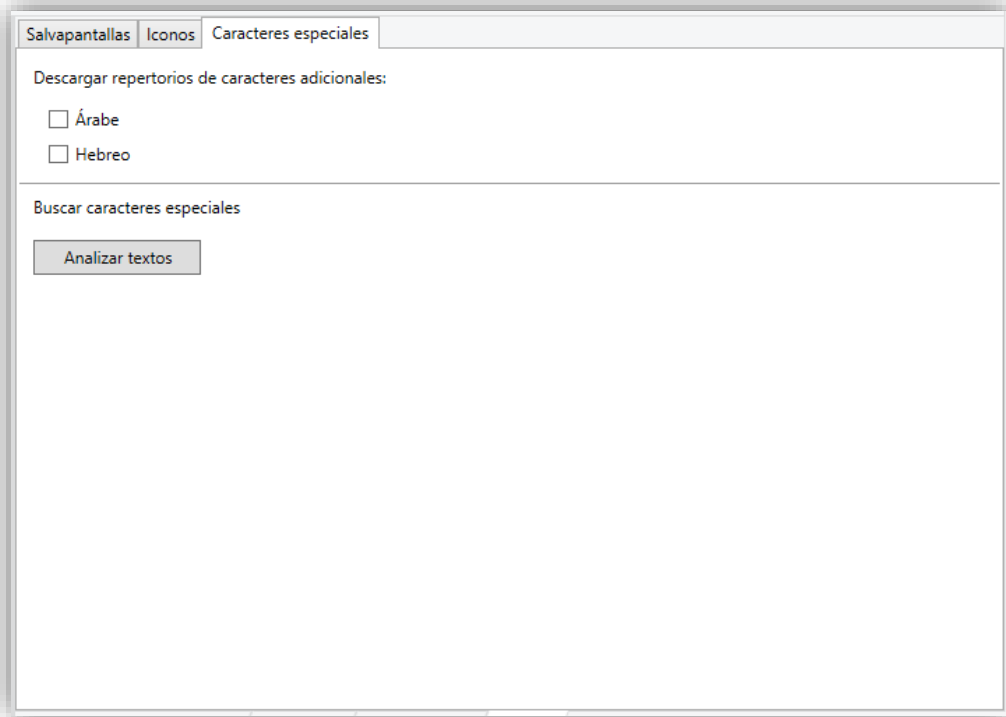 Salvapantallas Iconos Caracteres especiales
Descargar repertorios de caracteres adicionales:
Árabe
Hebreo
Buscar caracteres especiales
Analizar textos